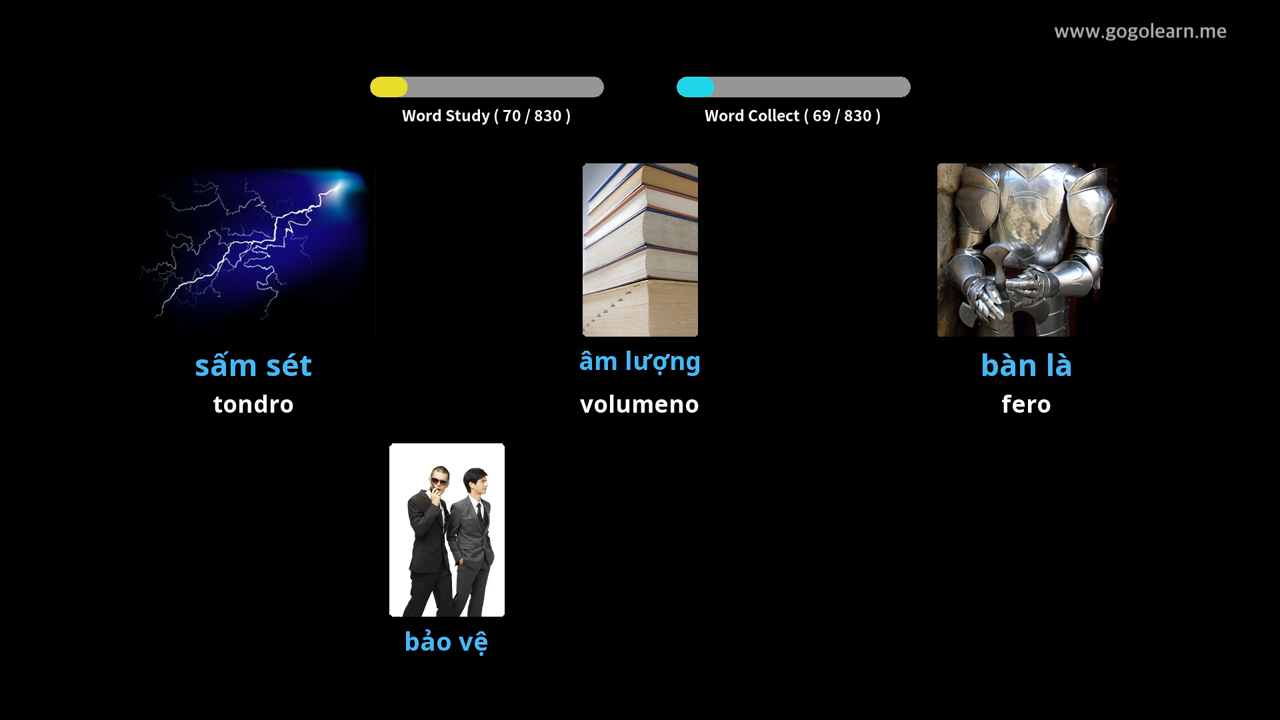 www.gogolearn.me
Word Study ( 70 / 830 )
Word Collect ( 69 / 830 )
sấm sét
tondro
âm lượng
volumeno
bàn là
fero
bảo vệ